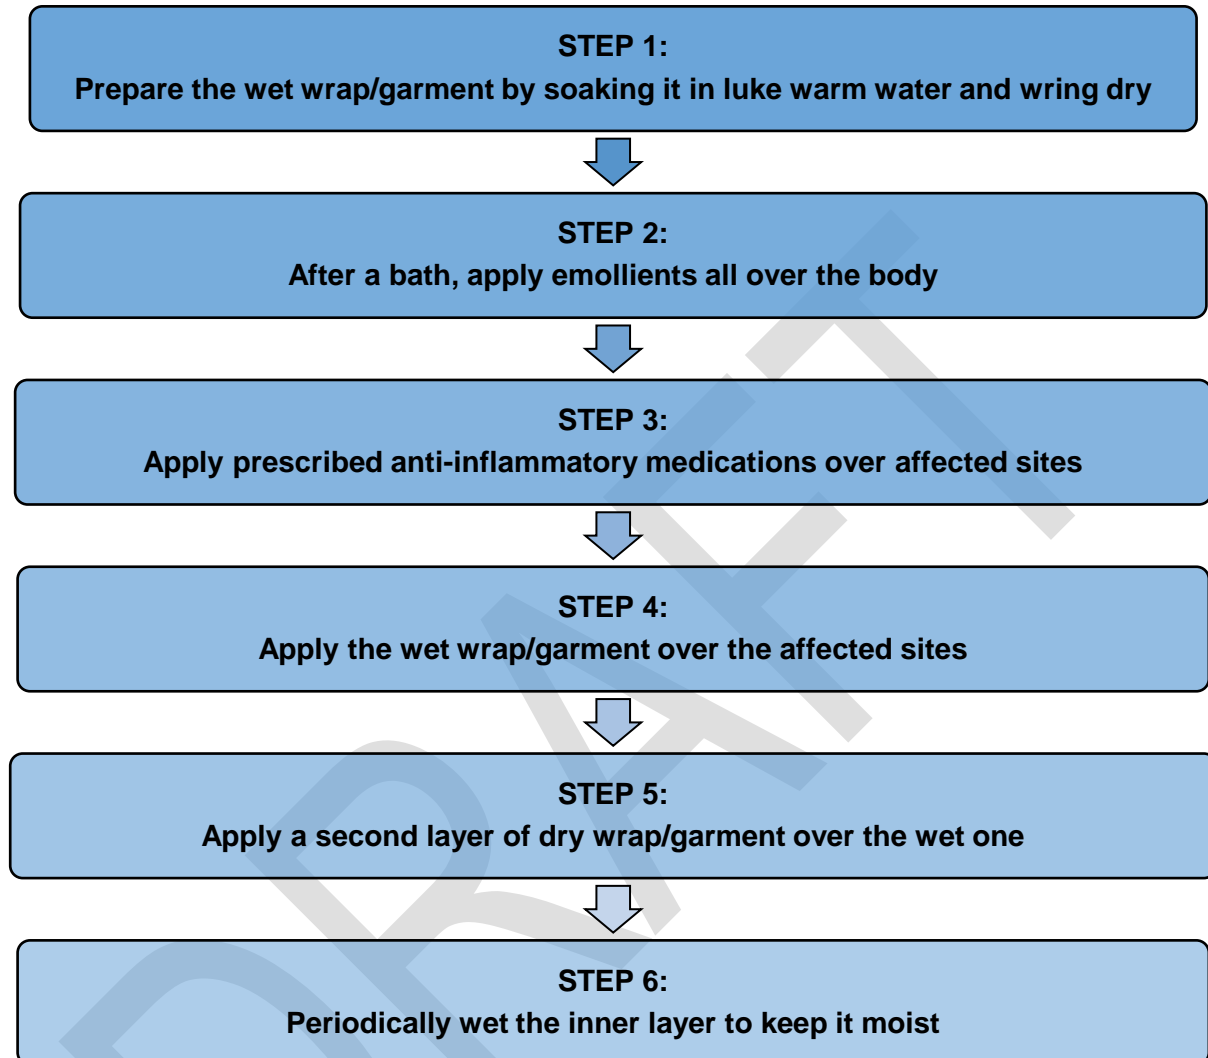 STEP 1:
Prepare the wet wrap/garment by soaking it in luke warm water and wring dry
STEP 2:
After a bath, apply emollients all over the body
STEP 3:
Apply prescribed anti-inflammatory medications over affected sites
STEP 4:
Apply the wet wrap/garment over the affected sites
STEP 5:
Apply a second layer of dry wrap/garment over the wet one
STEP 6:
Periodically wet the inner layer to keep it moist
DRAFT